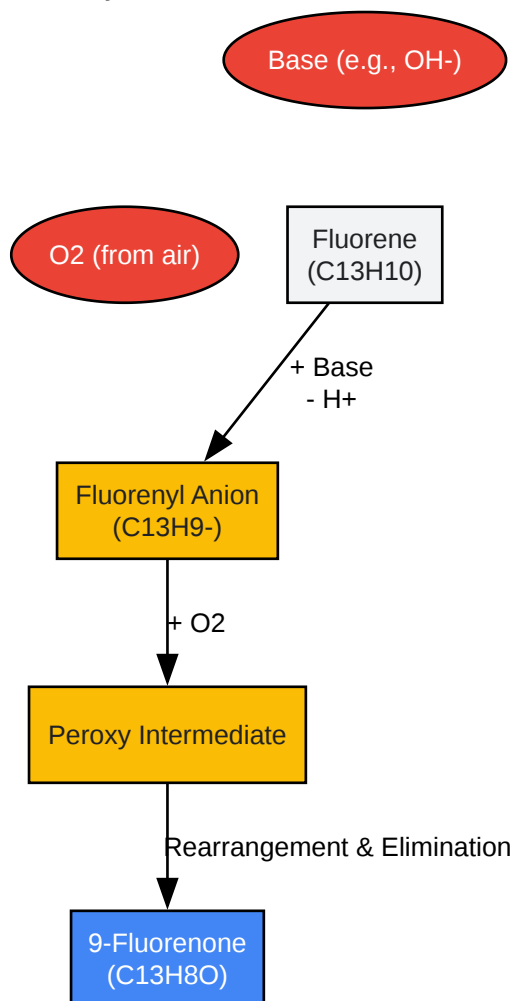 Base (e.g., OH-)
O2 (from air)
Fluorene
(C13H10)
+ Base
- H+
Fluorenyl Anion
(C13H9-)
+ O2
Peroxy Intermediate
Rearrangement & Elimination
9-Fluorenone
(C13H8O)